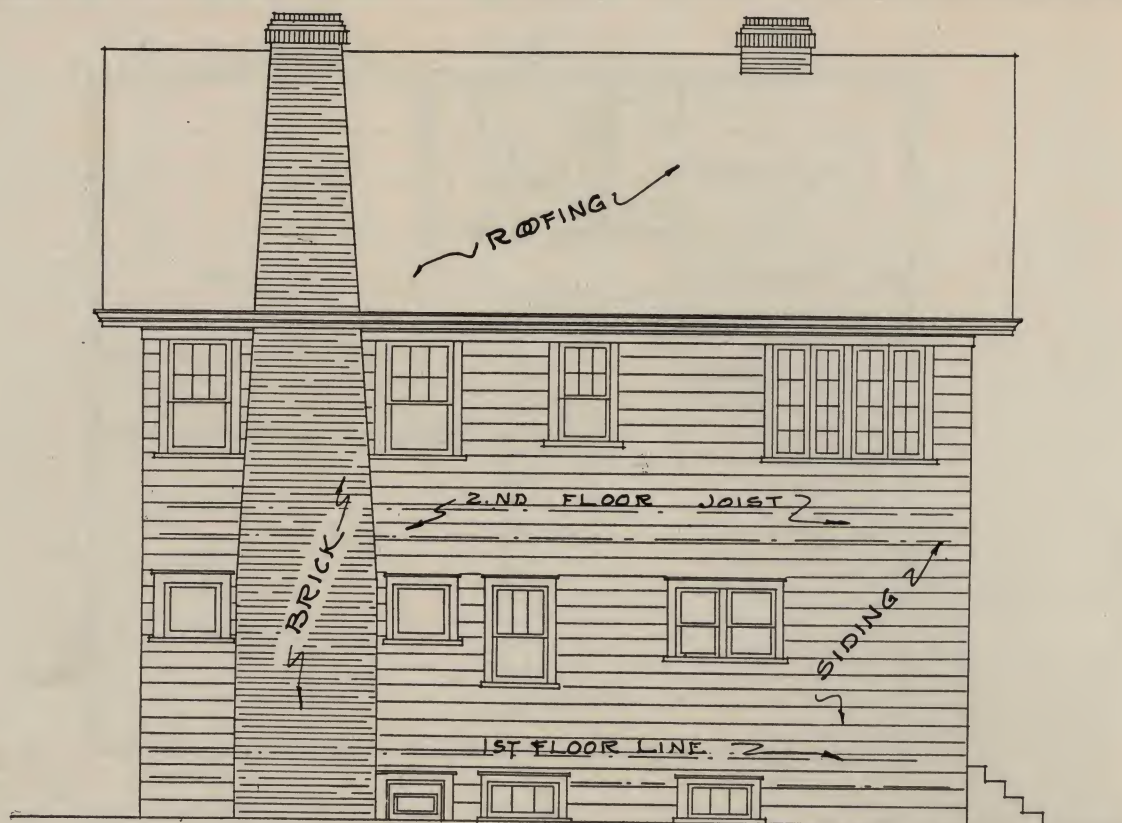 ROOFING
2.ND FLOOR JOIST
BRICK
SIDING
1ST FLOOR LINE